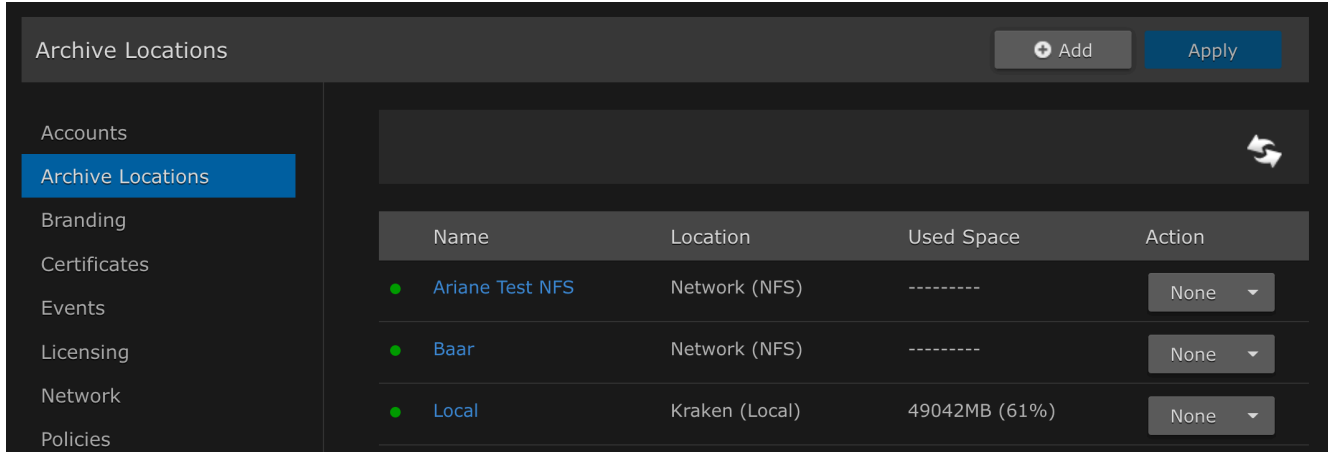 Archive Locations
Add
Apply
Accounts
Archive Locations
Branding
Certificates
Events
Licensing
Network
Policies
Name Location Used Space Action
Ariane Test NFS Network (NFS) --------- None
Baar Network (NFS) --------- None
Local Kraken (Local) 49042MB (61%) None